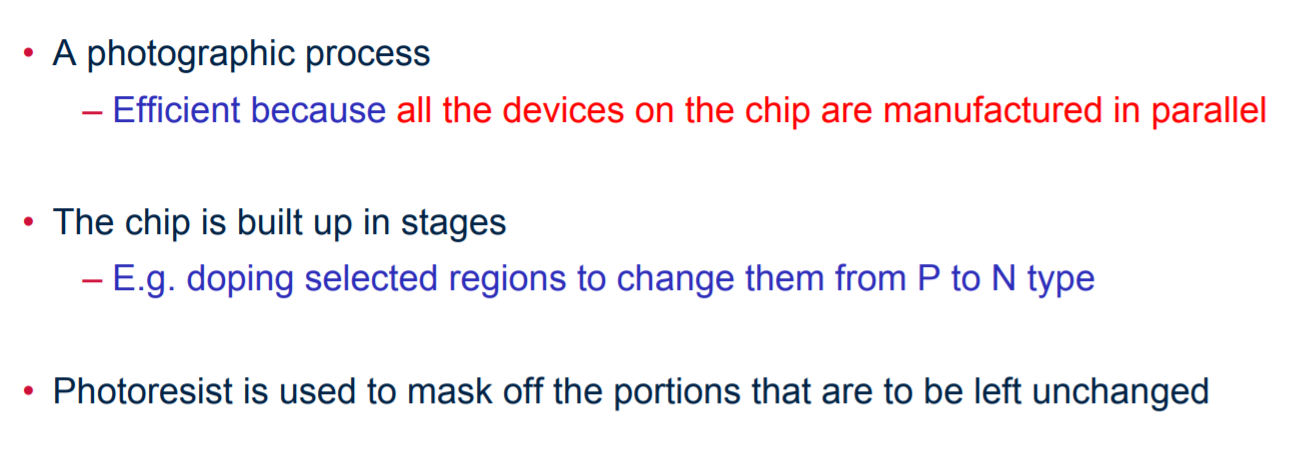 • A photographic process
– Efficient because all the devices on the chip are manufactured in parallel
• The chip is built up in stages
– E.g. doping selected regions to change them from P to N type
• Photoresist is used to mask off the portions that are to be left unchanged